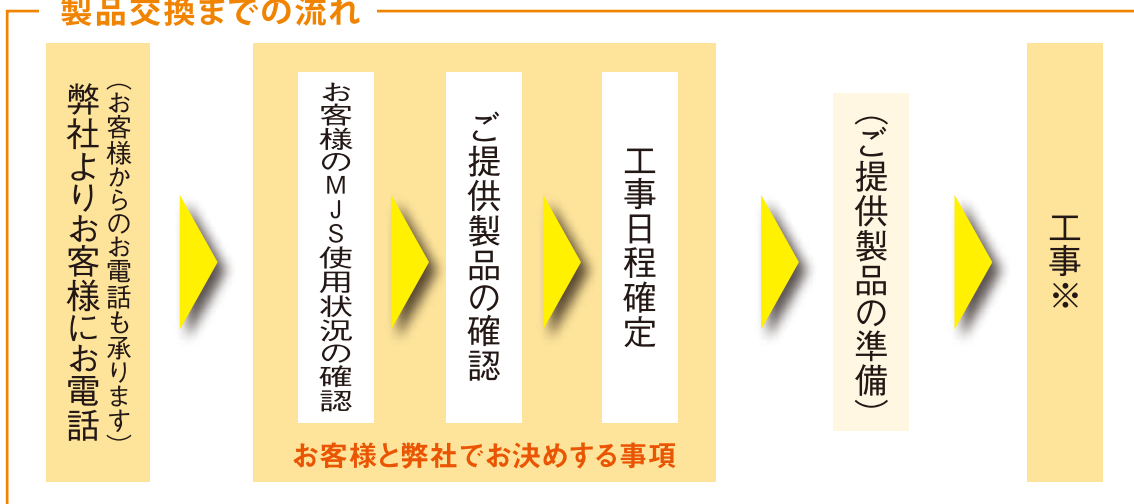 製品交換までの流れ
(お客様からのお電話も承ります)
弊社よりお客様にお電話
お客様のMJS使用状況の確認
ご提供製品の確認
工事日程確定
お客様と弊社でお決めする事項
(ご提供製品の準備)
工事※